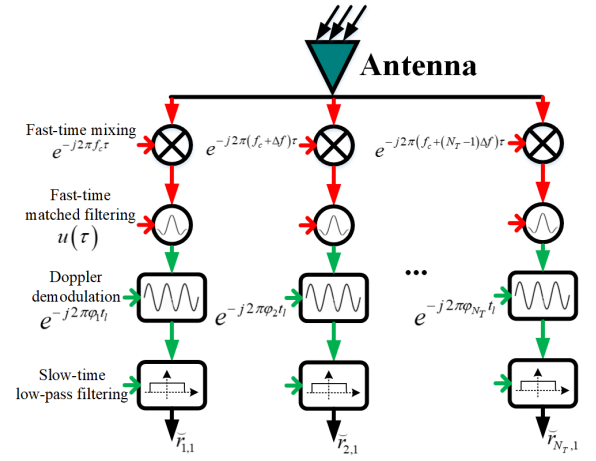 Antenna
Fast-time mixing
e^{-j2πf_cτ}
e^{-j2π(f_c+Δf)τ}
e^{-j2π(f_c+(N_T-1)Δf)τ}
Fast-time
matched filtering
u(τ)
Doppler
demodulation
e^{-j2πφ_1t_l}
e^{-j2πφ_2t_l}
...
e^{-j2πφ_{N_T}t_l}
Slow-time
low-pass filtering
r̆_{1,1}
r̆_{2,1}
r̆_{N_T,1}